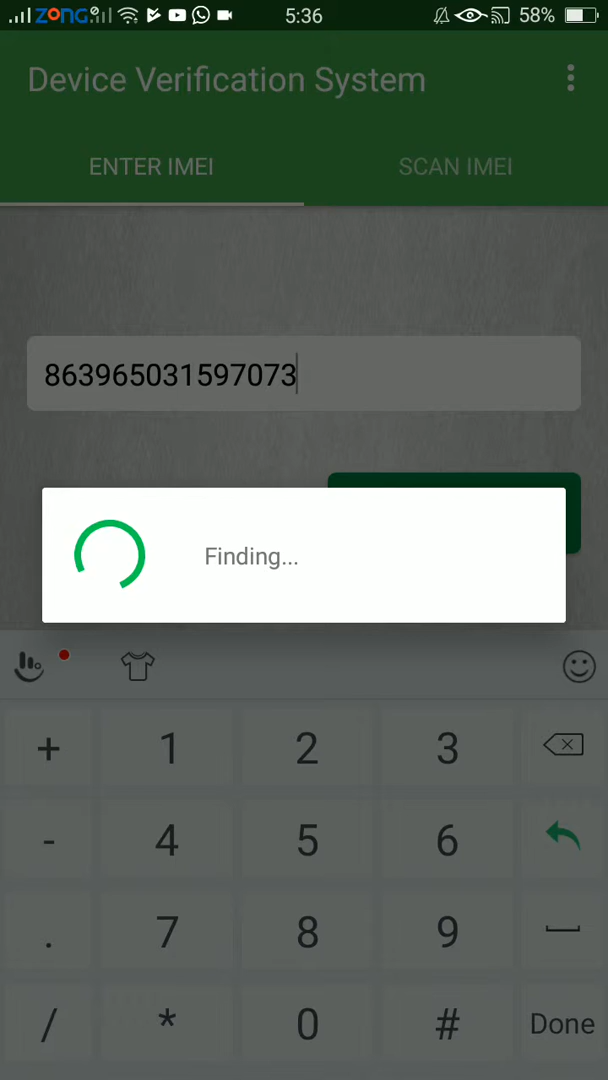 ZONG 5:36 58%
Device Verification System
ENTER IMEI SCAN IMEI
863965031597073
Finding...
+ 1 2 3
- 4 5 6
. 7 8 9
/ * 0 # Done